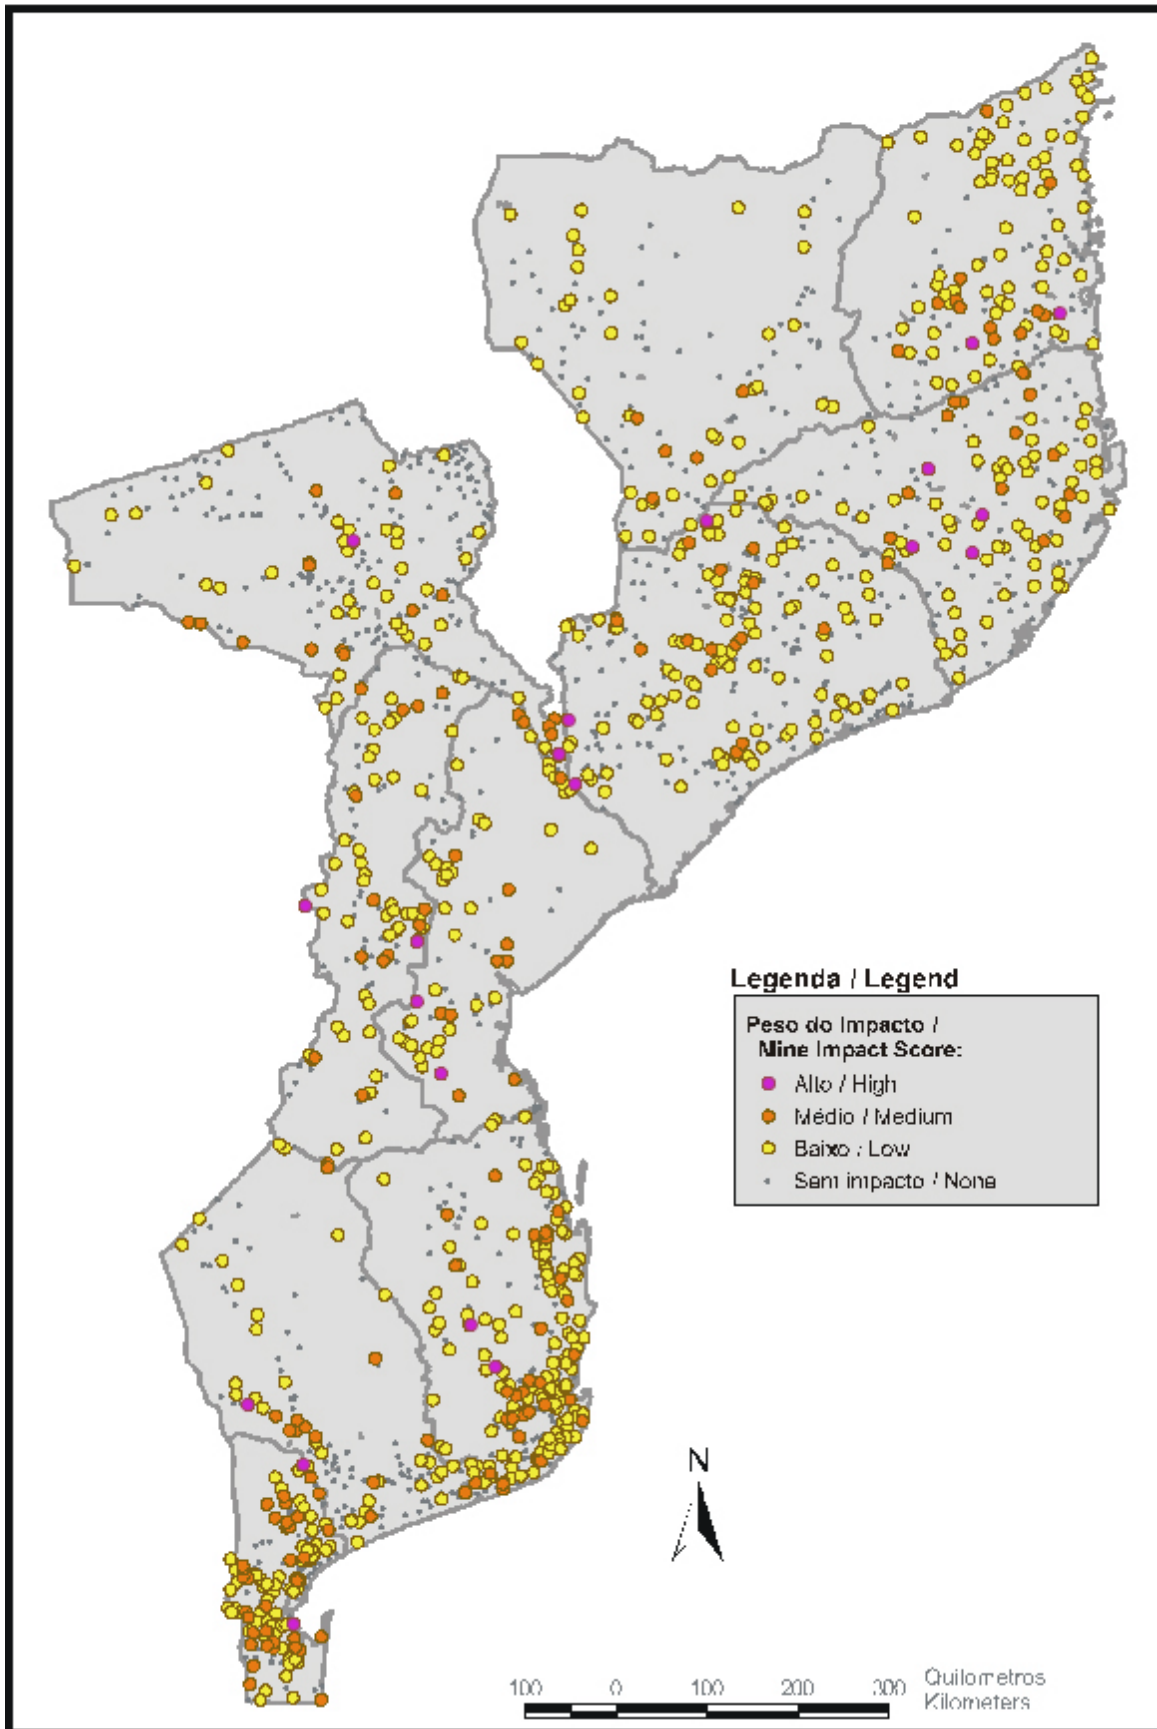 Legenda / Legend
Peso do Impacto /
Mine Impact Score:
Alto / High
Médio / Medium
Baixo / Low
Sem impacto / None
N
100 0 100 200 300 Quilometros
Kilometers